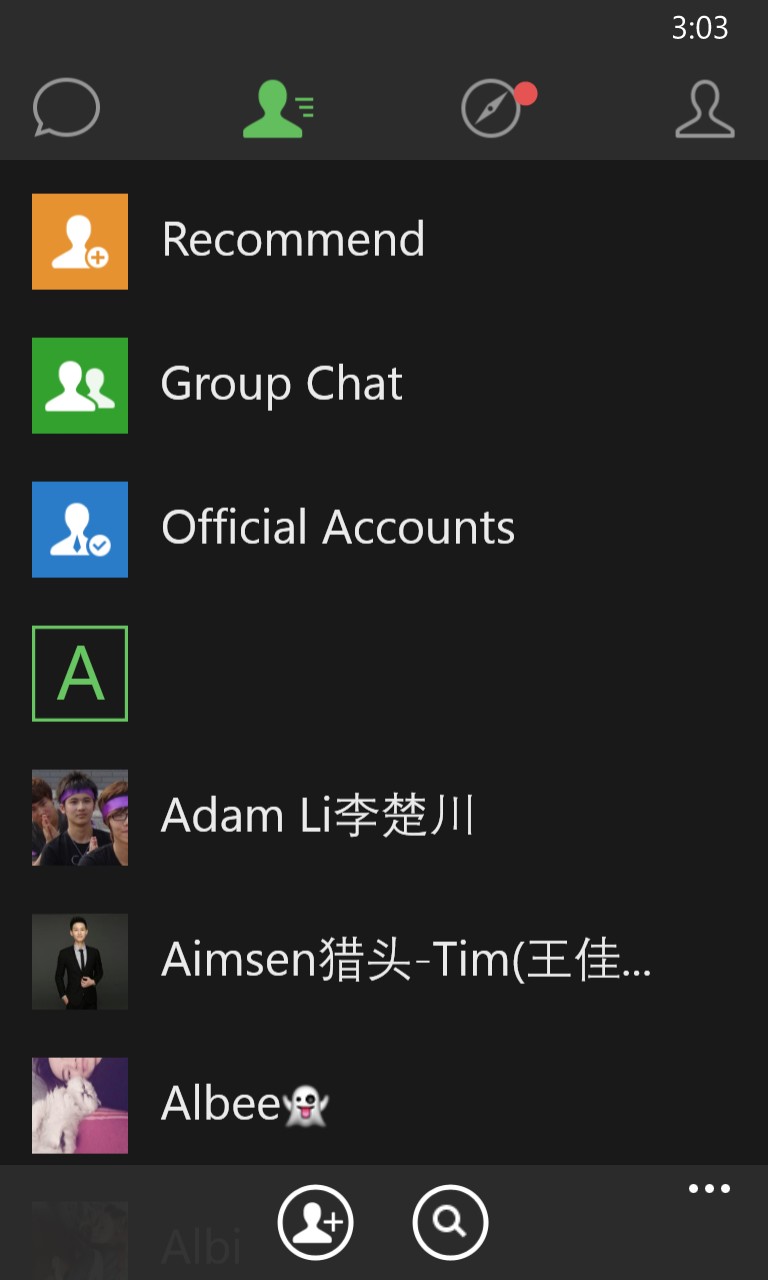 3:03
Recommend
Group Chat
Official Accounts
A
Adam Li李楚川
Aimsen猎头-Tim(王佳...
Albee👻
Albi